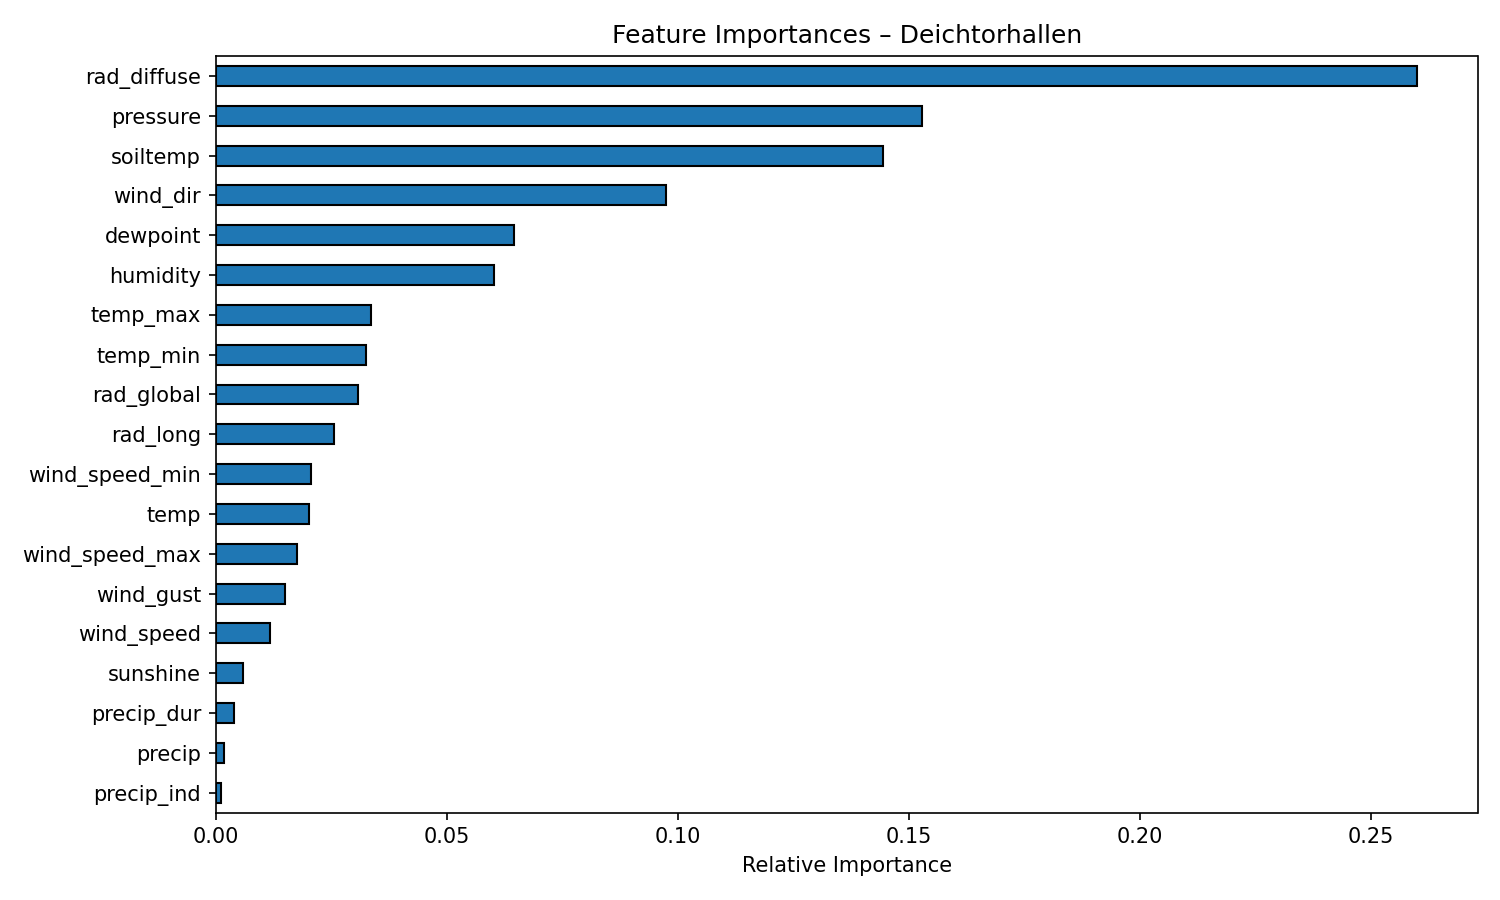 Feature Importances – Deichtorhallen
rad_diffuse
pressure
soiltemp
wind_dir
dewpoint
humidity
temp_max
temp_min
rad_global
rad_long
wind_speed_min
temp
wind_speed_max
wind_gust
wind_speed
sunshine
precip_dur
precip
precip_ind
0.00 0.05 0.10 0.15 0.20 0.25
Relative Importance